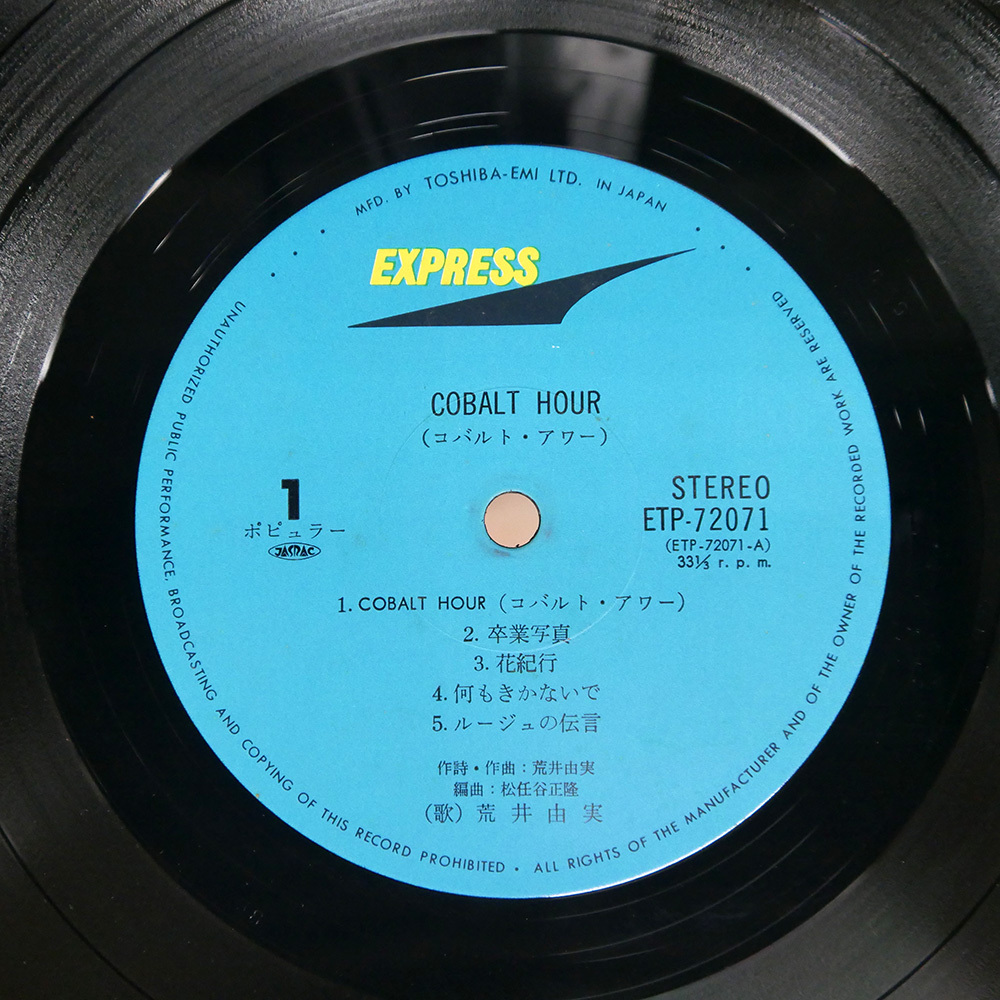 MFD. BY TOSHIBA-EMI LTD. IN JAPAN
EXPRESS
COBALT HOUR
(コバルト・アワー)
1
ポピュラー
JASRAC
STEREO
ETP-72071
(ETP-72071-A)
33⅓ r. p. m.
1. COBALT HOUR (コバルト・アワー)
2. 卒業写真
3. 花紀行
4. 何もきかないで
5. ルージュの伝言
作詩・作曲：荒井由実
編曲：松任谷正隆
(歌) 荒井由実
UNAUTHORIZED PUBLIC PERFORMANCE, BROADCASTING AND COPYING OF THIS RECORD PROHIBITED • ALL RIGHTS OF THE MANUFACTURER AND OF THE OWNER OF THE RECORDED WORK ARE RESERVED